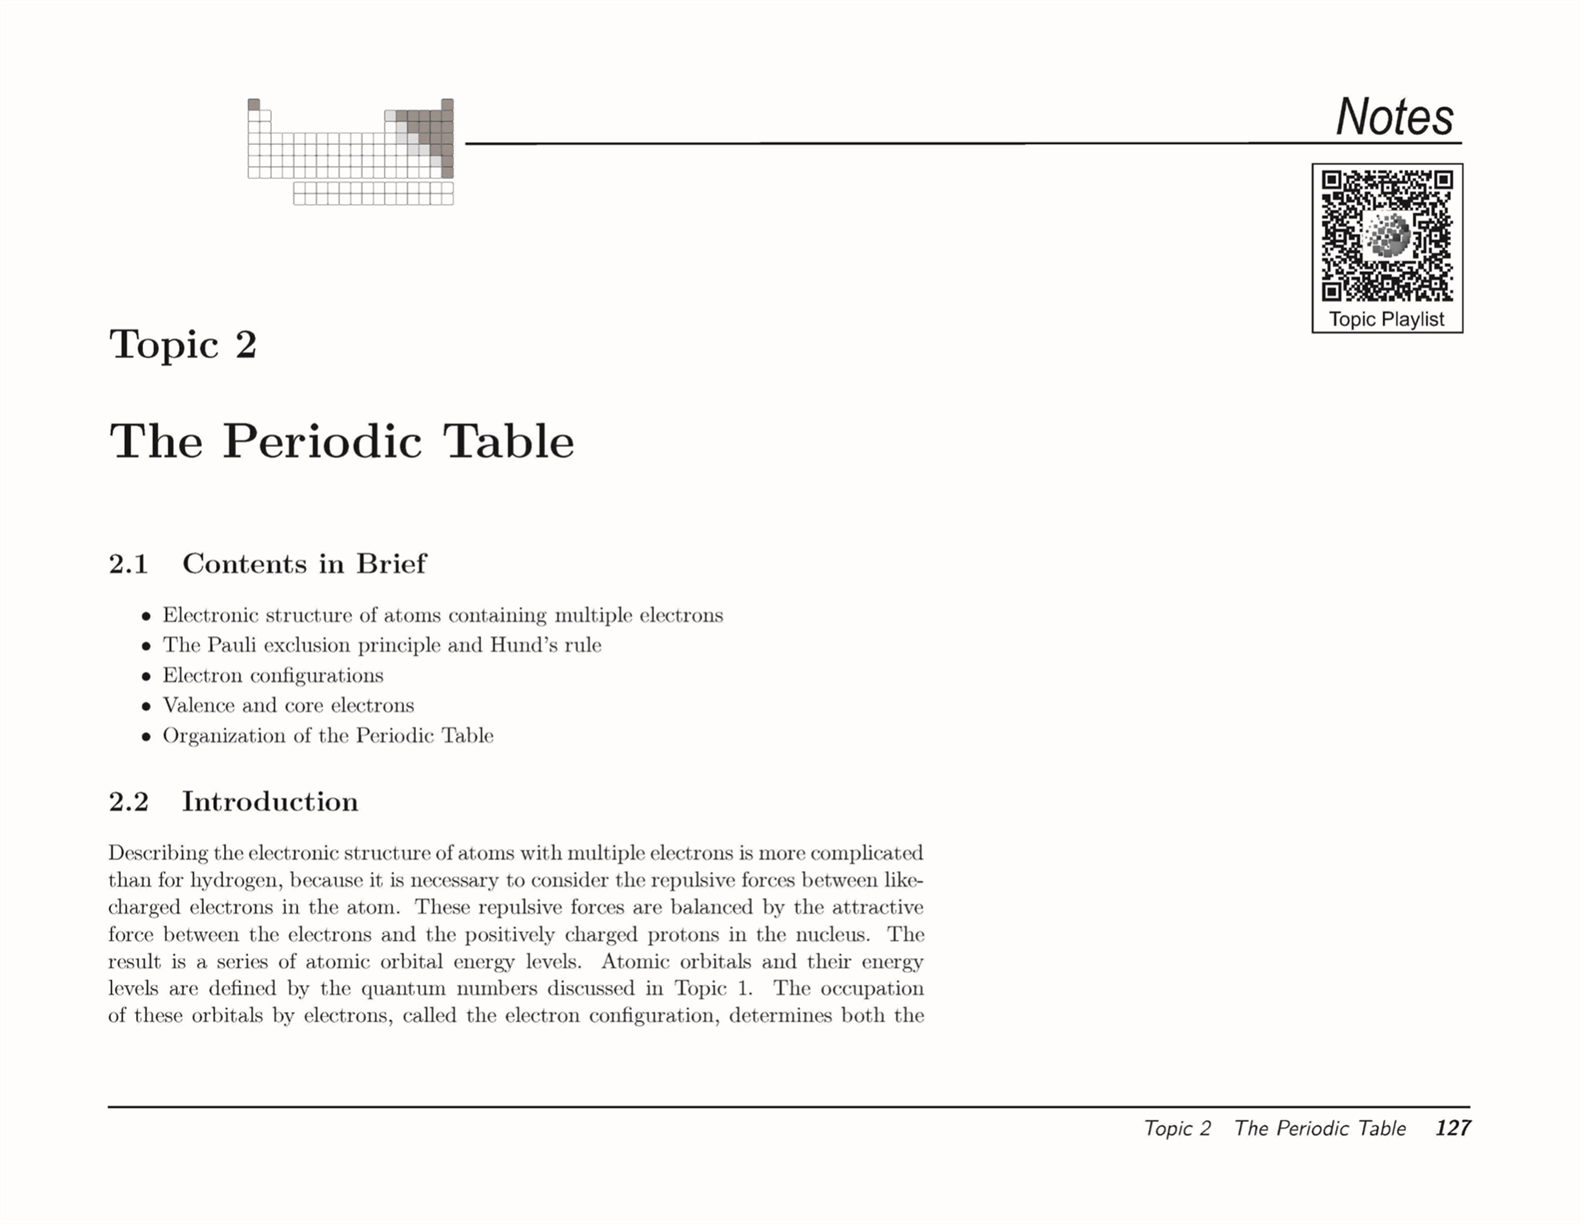 Notes
Topic Playlist
Topic 2
The Periodic Table
2.1 Contents in Brief
• Electronic structure of atoms containing multiple electrons
• The Pauli exclusion principle and Hund's rule
• Electron configurations
• Valence and core electrons
• Organization of the Periodic Table
2.2 Introduction
Describing the electronic structure of atoms with multiple electrons is more complicated
than for hydrogen, because it is necessary to consider the repulsive forces between like-
charged electrons in the atom. These repulsive forces are balanced by the attractive
force between the electrons and the positively charged protons in the nucleus. The
result is a series of atomic orbital energy levels. Atomic orbitals and their energy
levels are defined by the quantum numbers discussed in Topic 1. The occupation
of these orbitals by electrons, called the electron configuration, determines both the
Topic 2 The Periodic Table 127